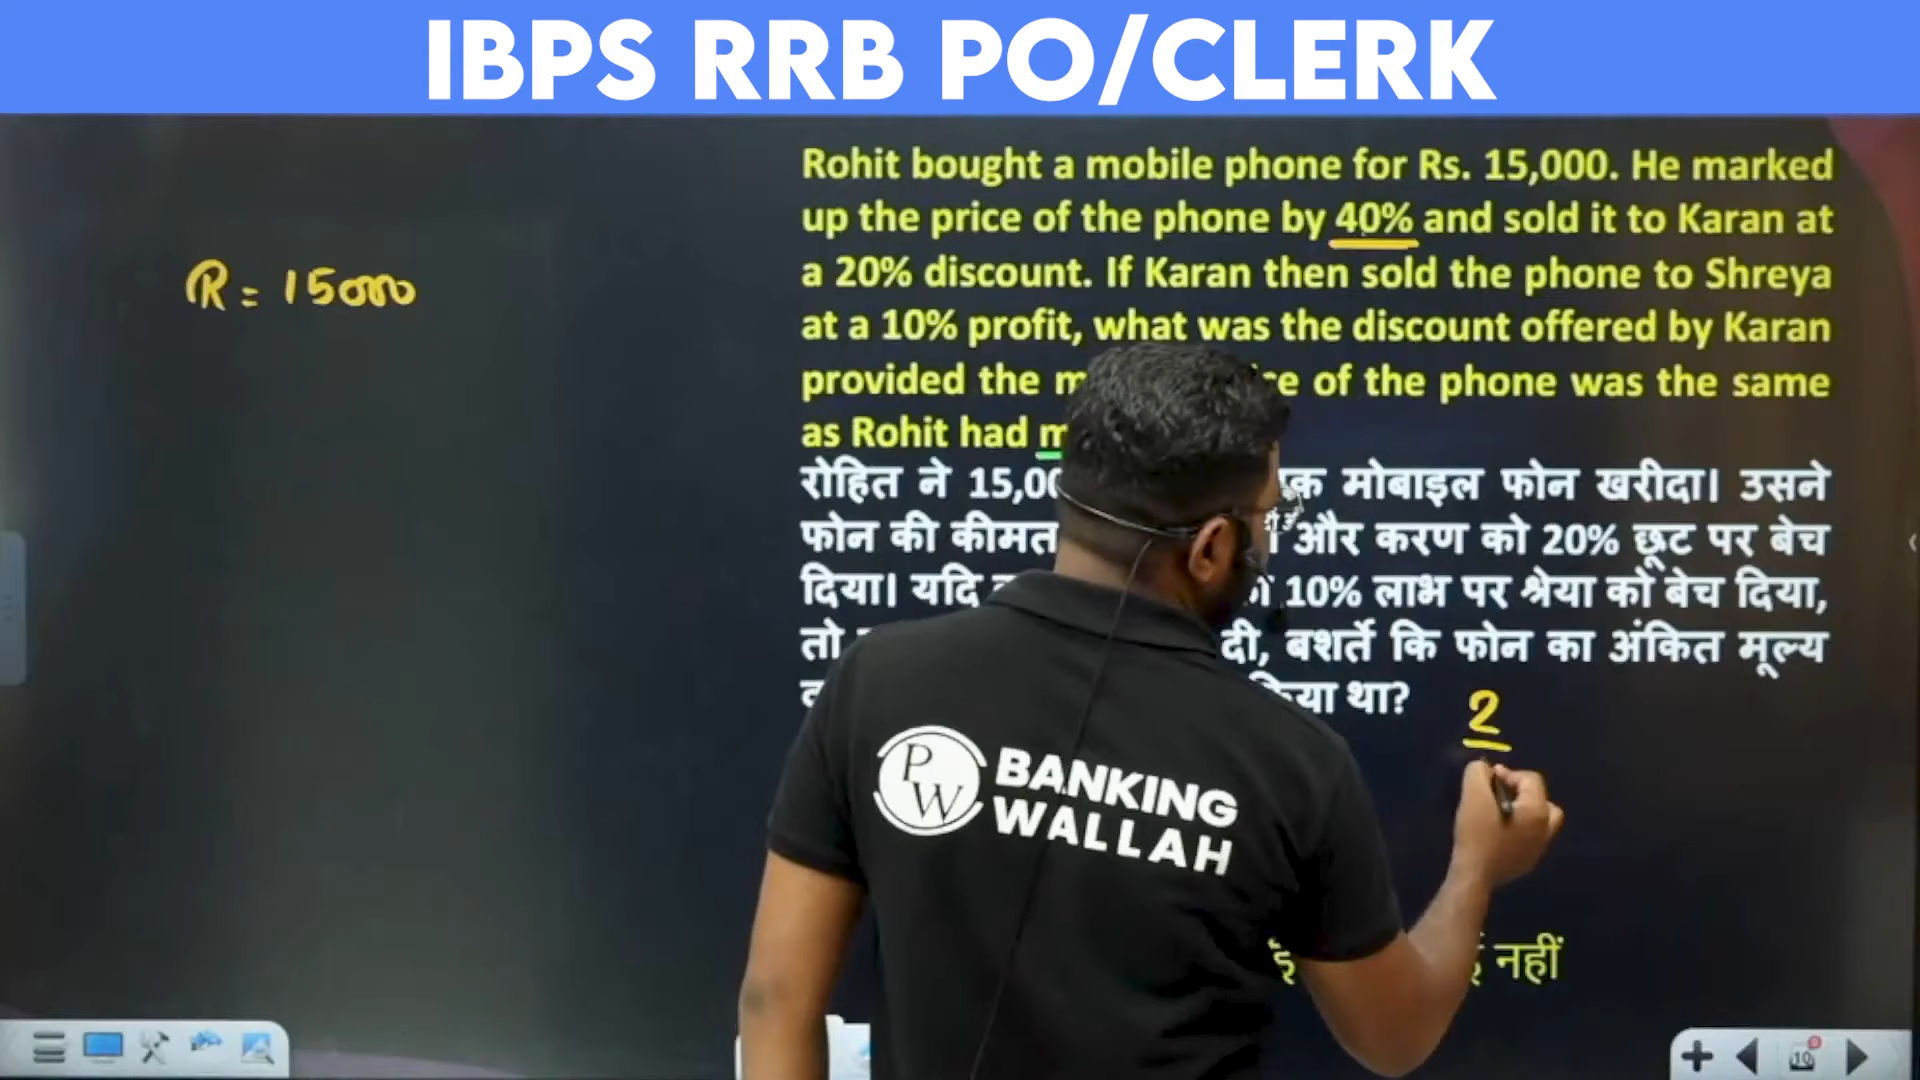 IBPS RRB PO/CLERK
Rohit bought a mobile phone for Rs. 15,000. He marked
up the price of the phone by 40% and sold it to Karan at
a 20% discount. If Karan then sold the phone to Shreya
at a 10% profit, what was the discount offered by Karan
provided the of the phone was the same
as Rohit had
रोहित ने 15,00 मोबाइल फोन खरीदा। उसने
फोन की कीमत और करण को 20% छूट पर बेच
दिया। यदि 10% लाभ पर श्रेया को बेच दिया,
तो दी, बशर्ते कि फोन का अंकित मूल्य
था?
R = 15000
2
नहीं
PW BANKING
WALLAH
10